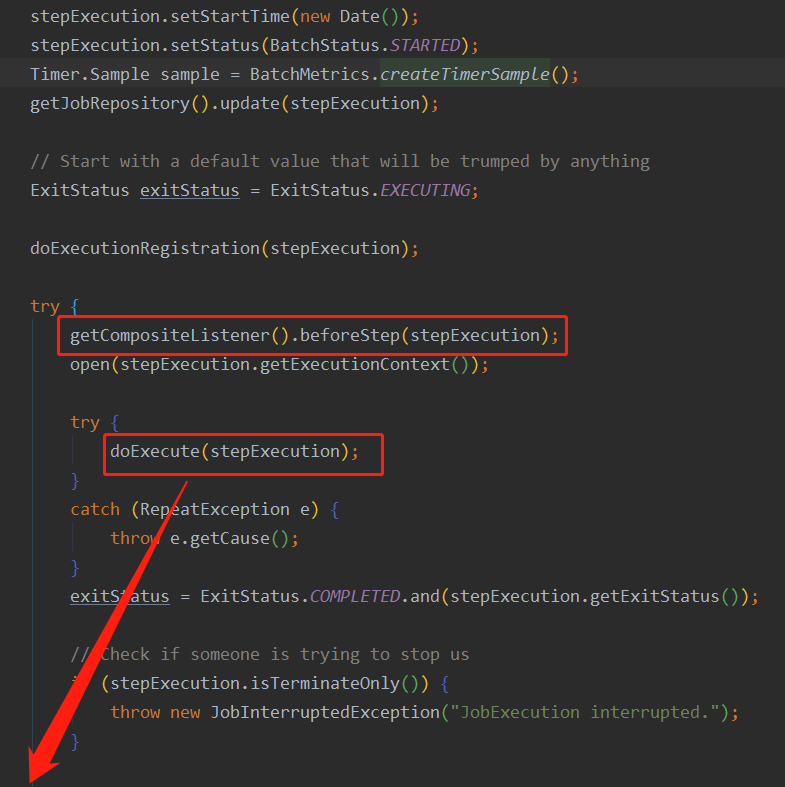 stepExecution.setStartTime(new Date());
stepExecution.setStatus(BatchStatus.STARTED);
Timer.Sample sample = BatchMetrics.createTimerSample();
getJobRepository().update(stepExecution);
// Start with a default value that will be trumped by anything
ExitStatus exitStatus = ExitStatus.EXECUTING;
doExecutionRegistration(stepExecution);
try {
getCompositeListener().beforeStep(stepExecution);
open(stepExecution.getExecutionContext());
try {
doExecute(stepExecution);
}
catch (RepeatException e) {
throw e.getCause();
}
exitStatus = ExitStatus.COMPLETED.and(stepExecution.getExitStatus());
// Check if someone is trying to stop us
(stepExecution.isTerminateOnly()) {
throw new JobInterruptedException("JobExecution interrupted.");
}